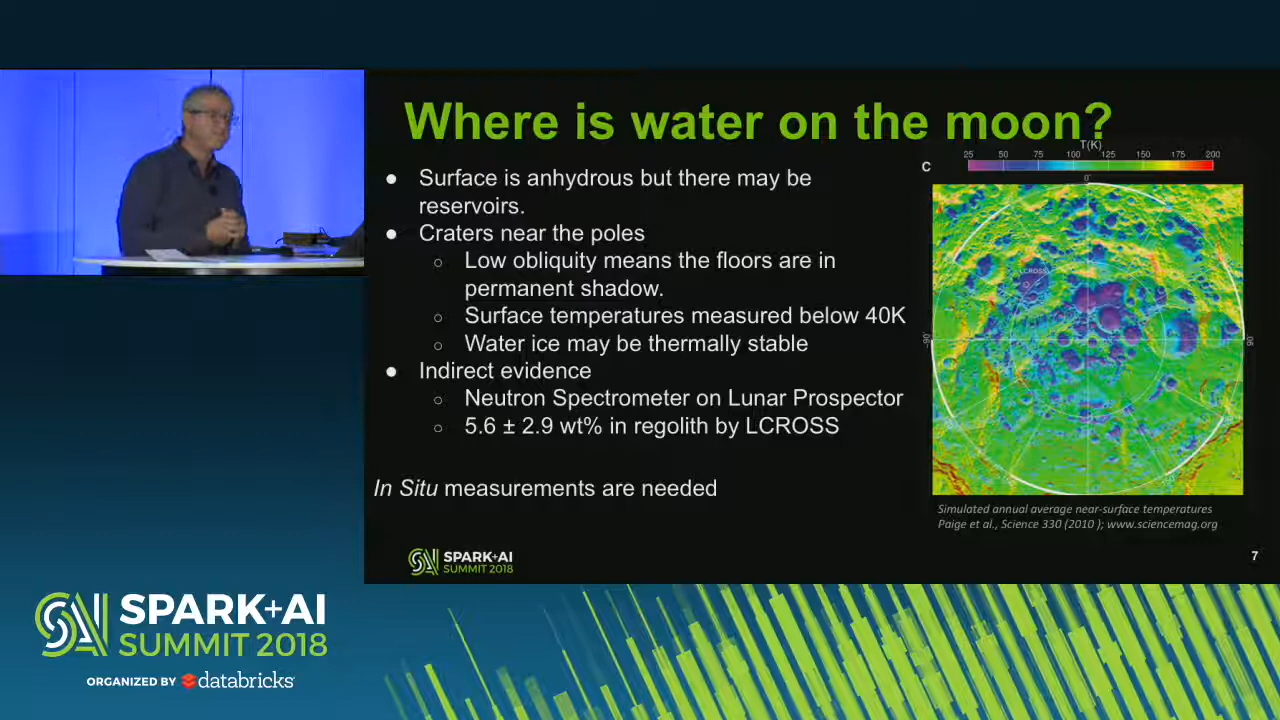 Where is water on the moon?
● Surface is anhydrous but there may be
reservoirs.
● Craters near the poles
○ Low obliquity means the floors are in
permanent shadow.
○ Surface temperatures measured below 40K
○ Water ice may be thermally stable
● Indirect evidence
○ Neutron Spectrometer on Lunar Prospector
○ 5.6 ± 2.9 wt% in regolith by LCROSS
In Situ measurements are needed
T(K)
25 50 75 100 125 150 175 200
C
0°
LCROSS
-90°
90°
Simulated annual average near-surface temperatures
Paige et al., Science 330 (2010 ); www.sciencemag.org
SPARK+AI
SUMMIT 2018
7
SPARK+AI
SUMMIT 2018
ORGANIZED BY databricks